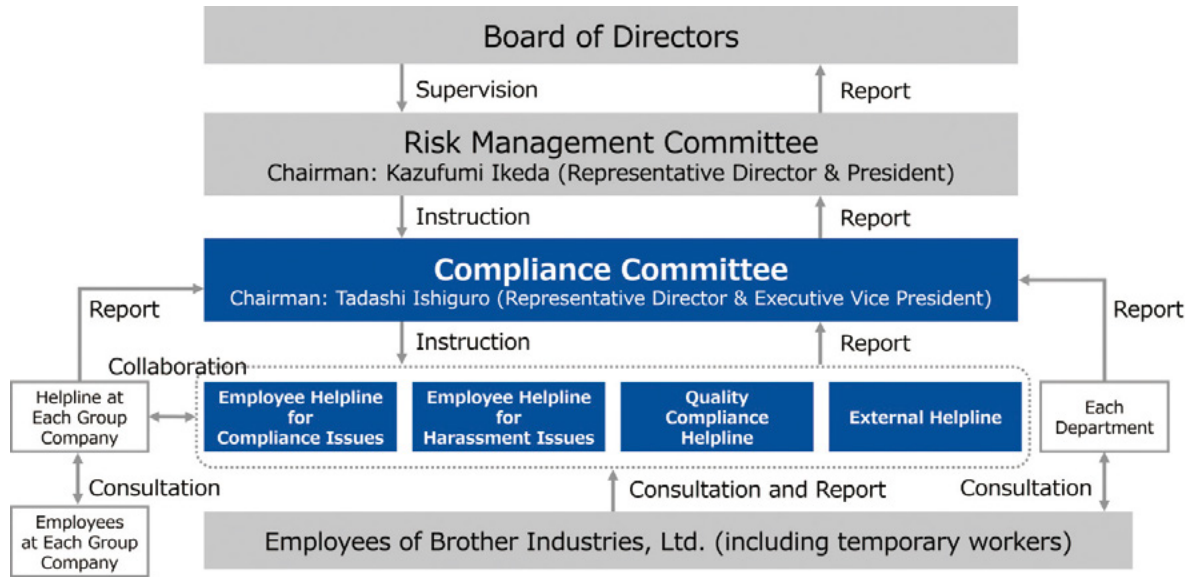 Board of Directors
Supervision
Report
Risk Management Committee
Chairman: Kazufumi Ikeda (Representative Director & President)
Instruction
Report
Compliance Committee
Chairman: Tadashi Ishiguro (Representative Director & Executive Vice President)
Report
Report
Instruction
Report
Collaboration
Helpline at
Each Group
Company
Employee Helpline
for
Compliance Issues
Employee Helpline
for
Harassment Issues
Quality
Compliance
Helpline
External Helpline
Each
Department
Consultation
Consultation and Report
Consultation
Employees
at Each Group
Company
Employees of Brother Industries, Ltd. (including temporary workers)